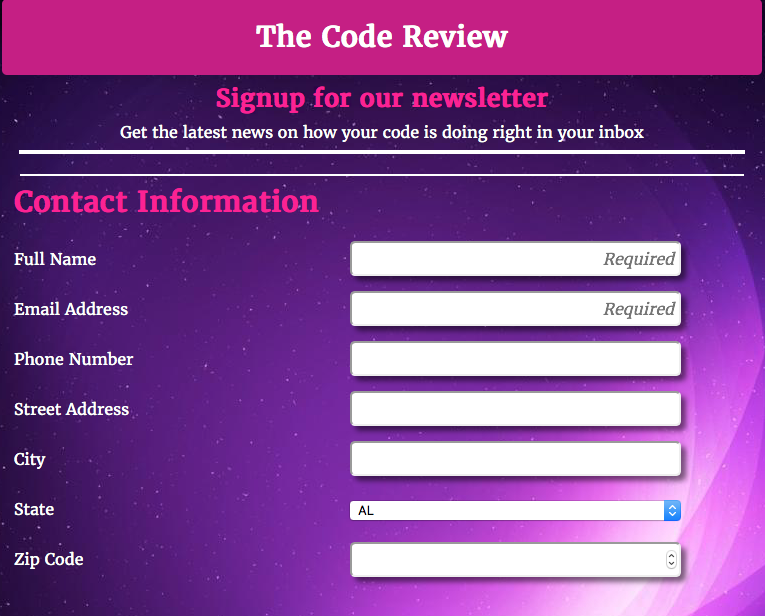 The Code Review
Signup for our newsletter
Get the latest news on how your code is doing right in your inbox
Contact Information
Full Name Required
Email Address Required
Phone Number
Street Address
City
State AL
Zip Code